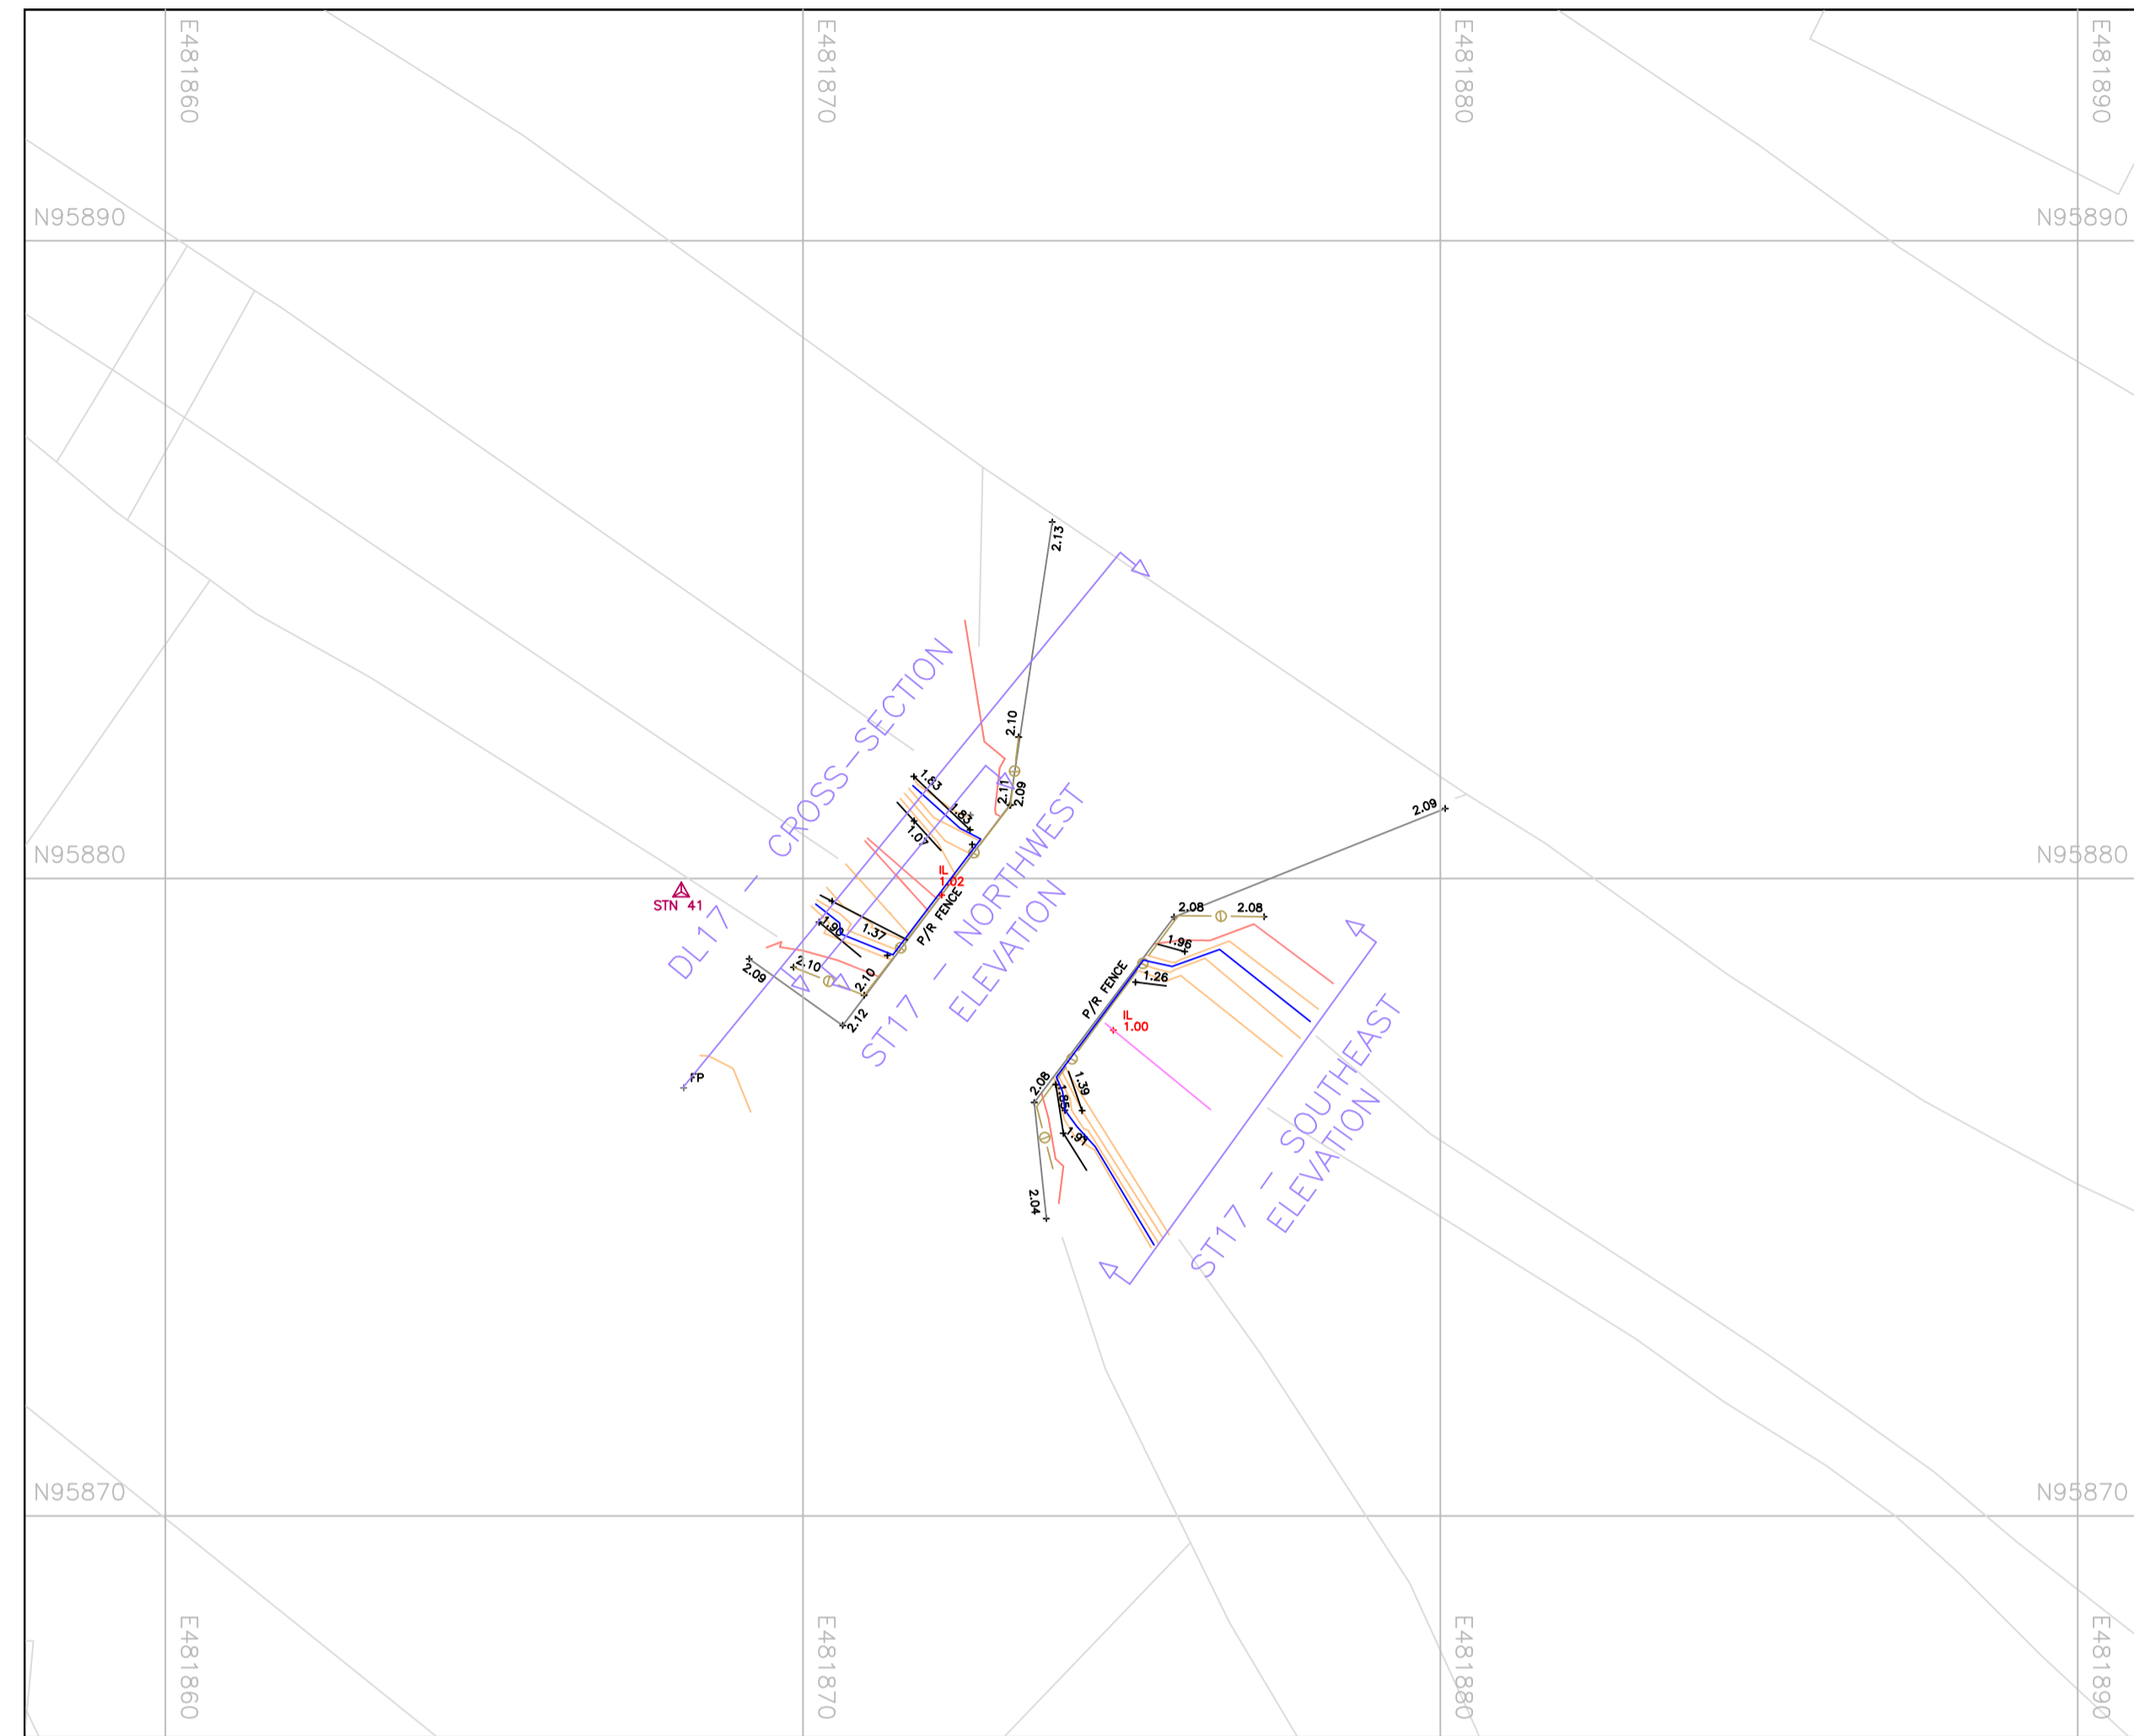 E481860
E481870
E481880
E481890
N95890
N95890
2.13
DL17 - CROSS-SECTION
2.10
2.11
2.09
1.83
1.83
1.07
ST17 - NORTHWEST
ELEVATION
2.09
N95880
N95880
STN 41
IL
1.02
P/R FENCE
1.90
1.37
2.10
2.09
2.10
2.12
FP
2.08
2.08
1.96
1.26
P/R FENCE
IL
1.00
2.08
1.39
1.85
1.91
2.04
ST17 - SOUTHEAST
ELEVATION
N95870
N95870
E481860
E481870
E481880
E481890